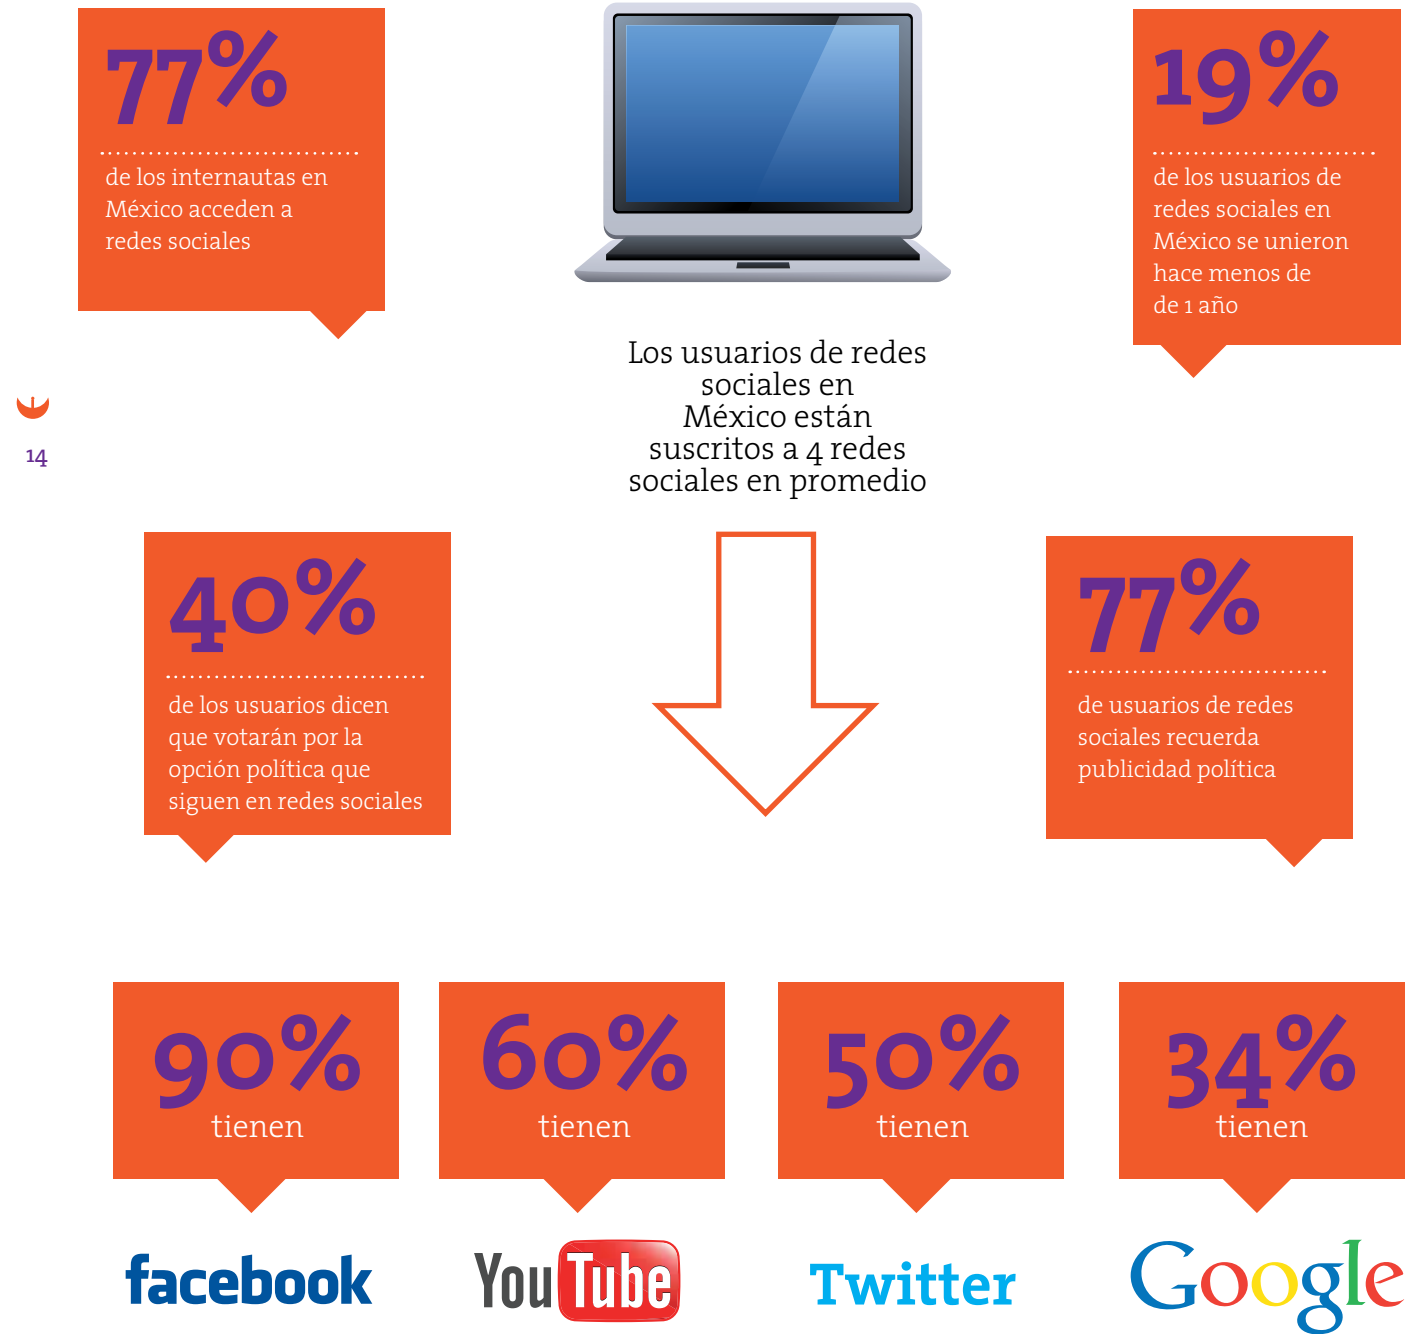 77%
de los internautas en
México acceden a
redes sociales
19%
de los usuarios de
redes sociales en
México se unieron
hace menos de
de 1 año
Los usuarios de redes
sociales en
México están
suscritos a 4 redes
sociales en promedio
14
40%
de los usuarios dicen
que votarán por la
opción política que
siguen en redes sociales
77%
de usuarios de redes
sociales recuerda
publicidad política
90%
tienen
facebook
60%
tienen
YouTube
50%
tienen
Twitter
34%
tienen
Google